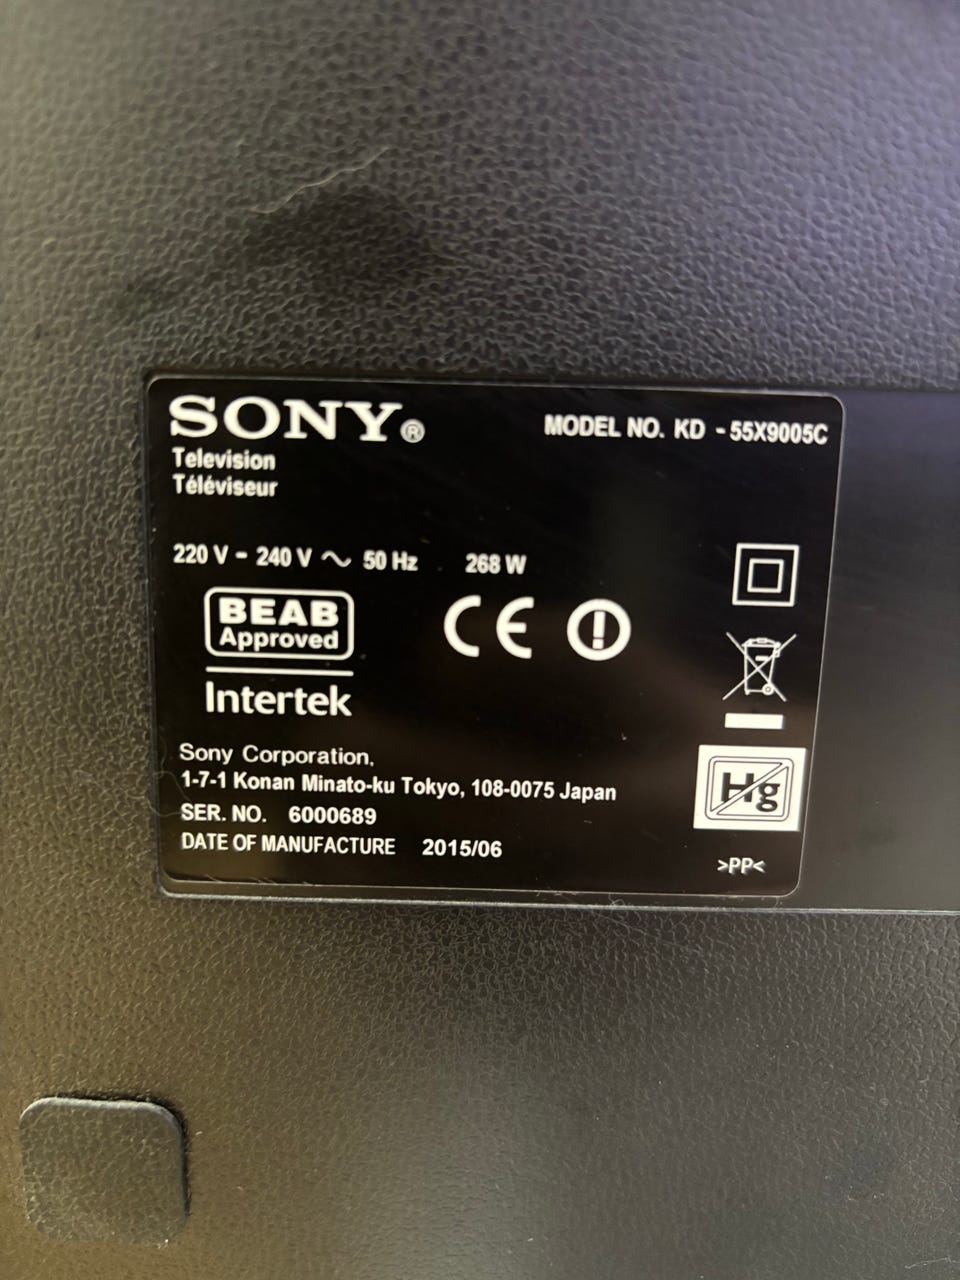 SONY®
MODEL NO. KD - 55X9005C
Television
Téléviseur
220 V - 240 V ~ 50 Hz 268 W
BEAB
Approved
Intertek
CE
Sony Corporation,
1-7-1 Konan Minato-ku Tokyo, 108-0075 Japan
Hg
SER. NO. 6000689
DATE OF MANUFACTURE 2015/06
>PP<